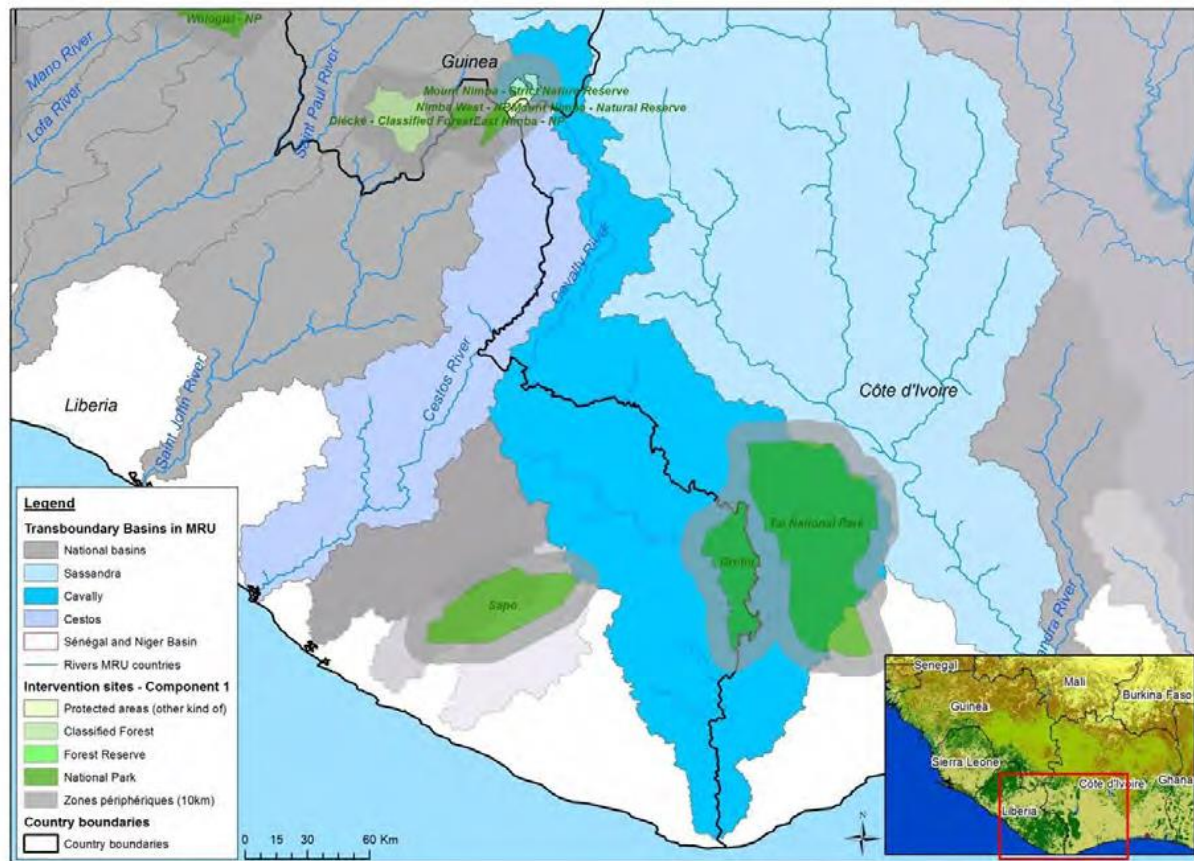 Wologisi - NP
Mano River
Lofa River
Saint Paul River
Guinea
Mount Nimba - Strict Nature Reserve
Nimba West - NP
Mount Nimba - Natural Reserve
Diécké - Classified Forest
East Nimba - NP
Cavally River
Cestos River
Saint John River
Liberia
Côte d'Ivoire
Taï National Park
Grebo
Sapo
andra River
Legend
Transboundary Basins in MRU
National basins
Sassandra
Cavally
Cestos
Sénégal and Niger Basin
Rivers MRU countries
Intervention sites - Component 1
Protected areas (other kind of)
Classified Forest
Forest Reserve
National Park
Zones périphériques (10km)
Country boundaries
Country boundaries
0 15 30 60 Km
N
Senegal
Mali
Burkina Faso
Guinea
Sierra Leone
Côte d'Ivoire
Ghana
Liberia